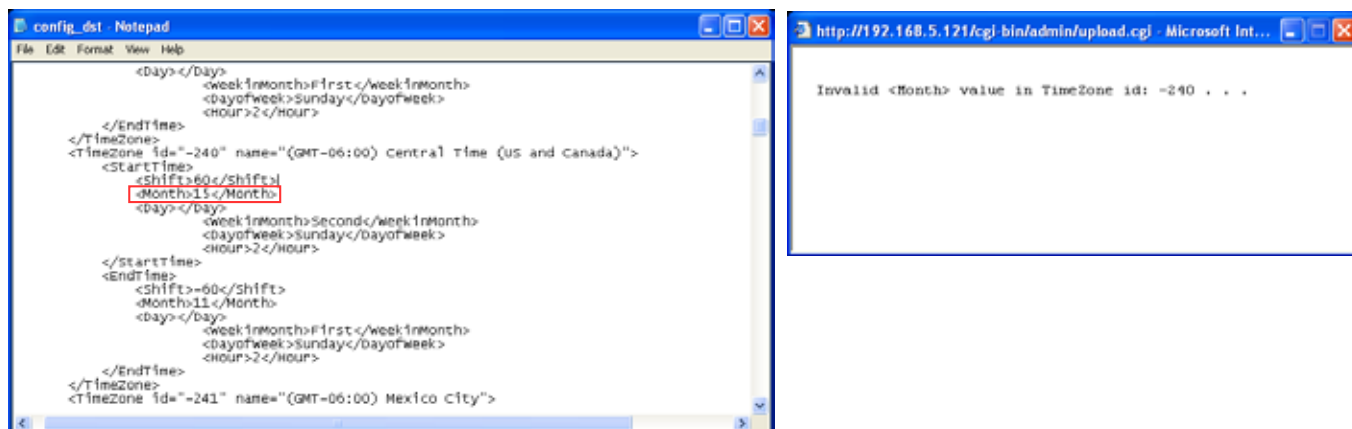 config_dst - Notepad
File Edit Format View Help
<Day></Day>
<WeekinMonth>First</WeekinMonth>
<DayofWeek>Sunday</DayofWeek>
<Hour>2</Hour>
</EndTime>
</TimeZone>
<TimeZone id="-240" name="(GMT-06:00) Central Time (US and Canada)">
<StartTime>
<Shift>60</Shift>
<Month>15</Month>
<Day></Day>
<WeekinMonth>Second</WeekinMonth>
<DayofWeek>Sunday</DayofWeek>
<Hour>2</Hour>
</StartTime>
<EndTime>
<Shift>-60</Shift>
<Month>11</Month>
<Day></Day>
<WeekinMonth>First</WeekinMonth>
<DayofWeek>Sunday</DayofWeek>
<Hour>2</Hour>
</EndTime>
</TimeZone>
<TimeZone id="-241" name="(GMT-06:00) Mexico City">
http://192.168.5.121/cgi-bin/admin/upload.cgi - Microsoft Int...
Invalid <Month> value in TimeZone id: -240 . . .